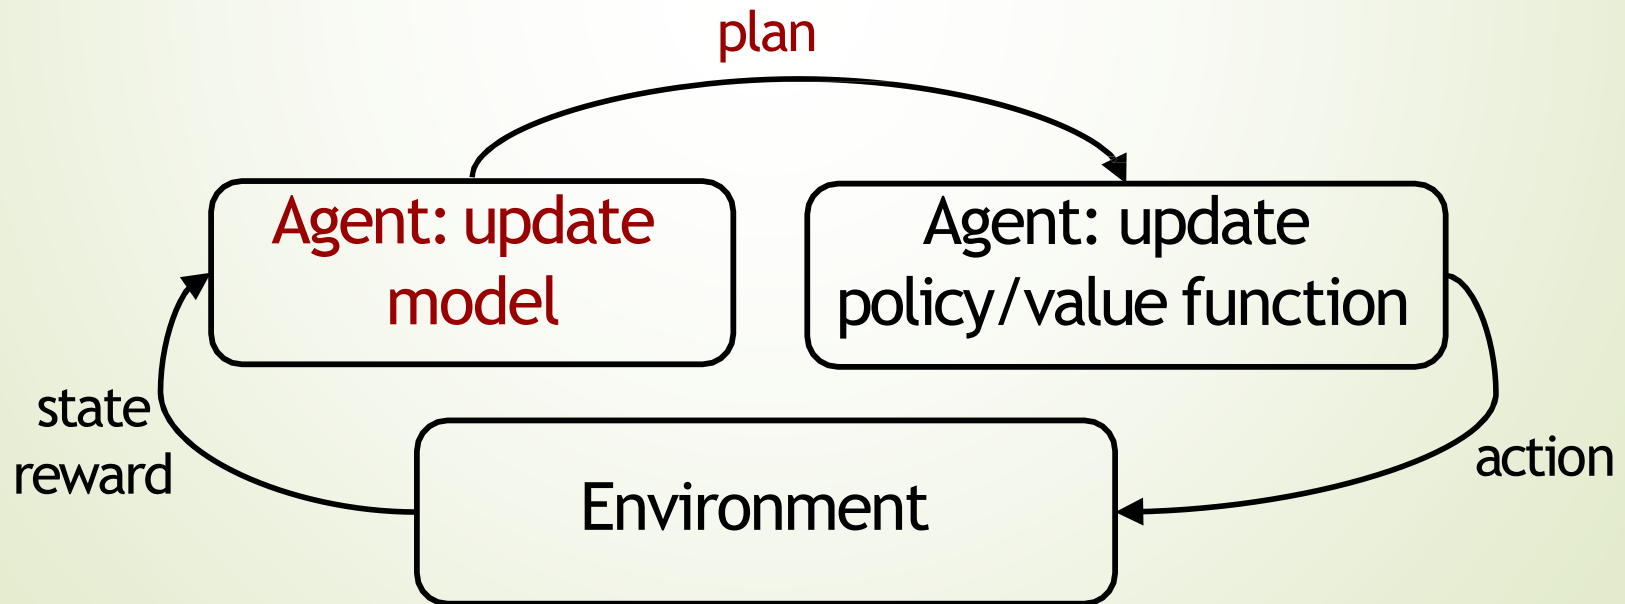 plan
Agent: update
model
Agent: update
policy/value function
state
reward
action
Environment